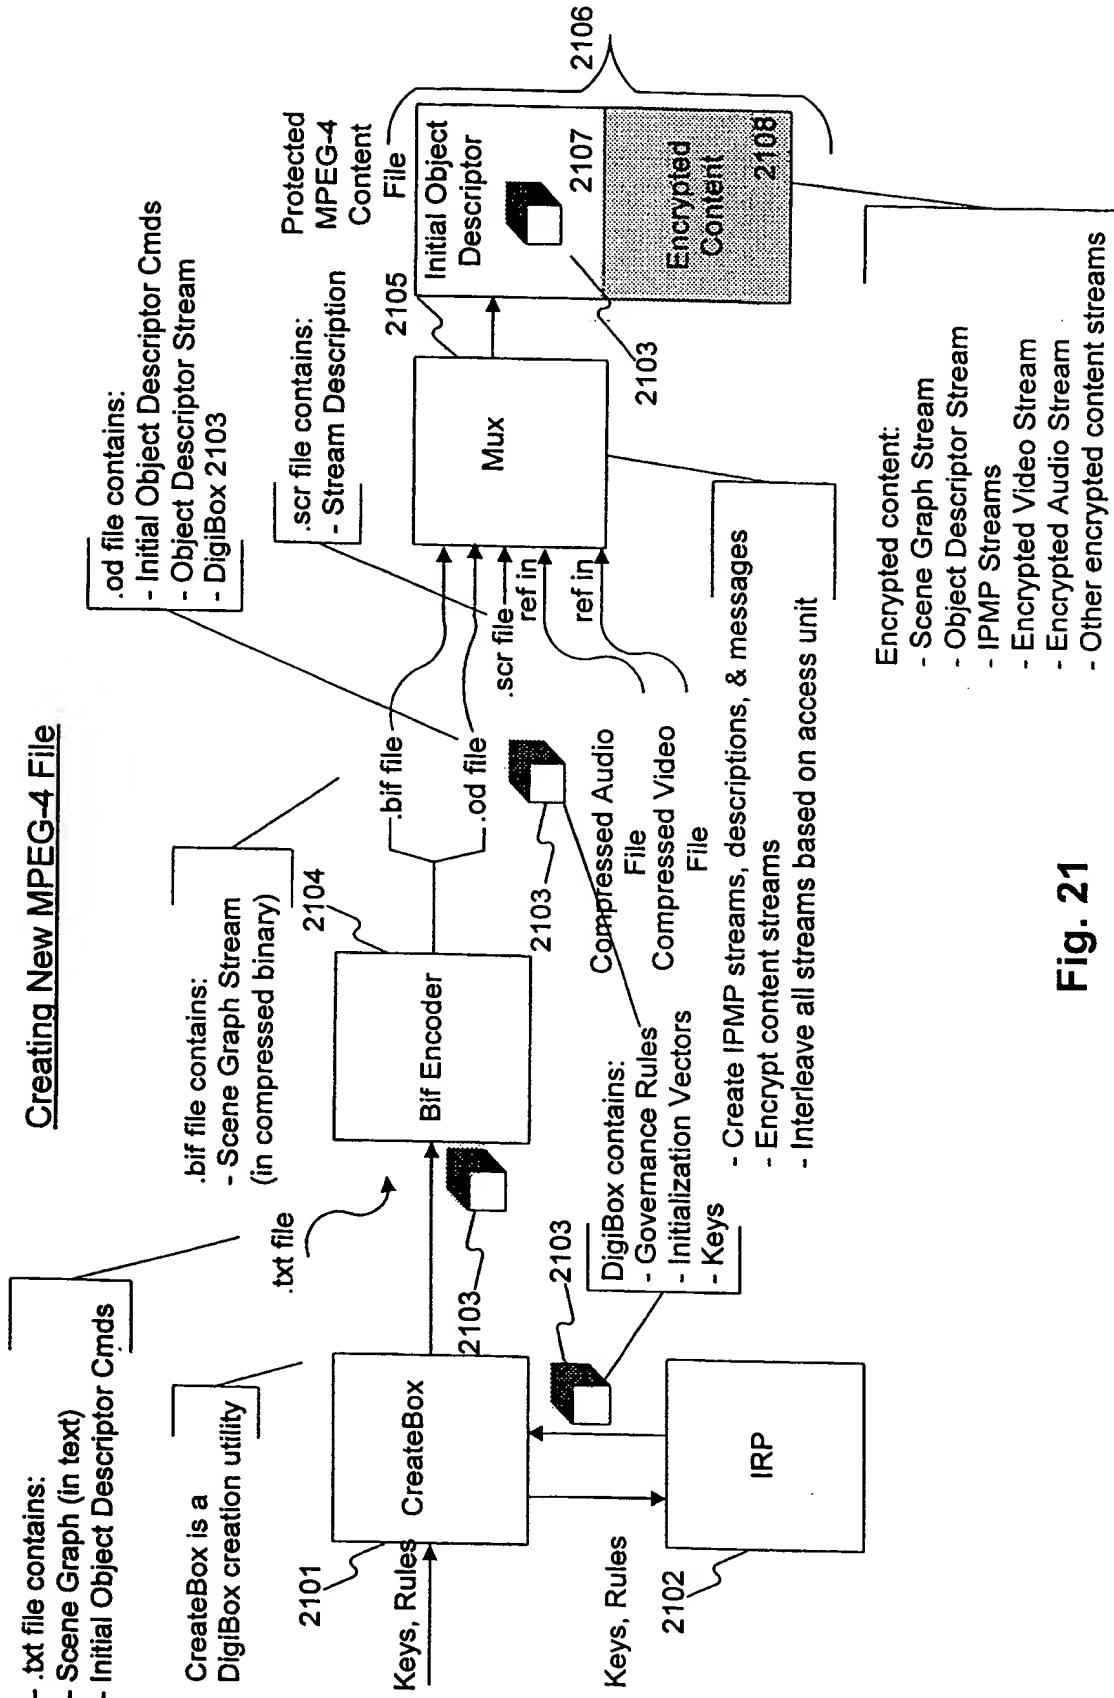 Creating New MPEG-4 File
- .txt file contains:
- Scene Graph (in text)
- Initial Object Descriptor Cmds
CreateBox is a
DigiBox creation utility
.txt file
.bif file contains:
- Scene Graph Stream
(in compressed binary)
.od file contains:
- Initial Object Descriptor Cmds
- Object Descriptor Stream
- DigiBox 2103
.scr file contains:
- Stream Description
Protected
MPEG-4
Content
File
2101
Keys, Rules
CreateBox
2103
2103
Bif Encoder
2104
.bif file
.od file
2103
.scr file
ref in
ref in
Compressed Audio
File
Compressed Video
File
Mux
2105
Initial Object
Descriptor
2107
2103
Encrypted
Content
2108
2106
Keys, Rules
IRP
2102
DigiBox contains:
- Governance Rules
- Initialization Vectors
- Keys
- Create IPMP streams, descriptions, & messages
- Encrypt content streams
- Interleave all streams based on access unit
Encrypted content:
- Scene Graph Stream
- Object Descriptor Stream
- IPMP Streams
- Encrypted Video Stream
- Encrypted Audio Stream
- Other encrypted content streams
Fig. 21